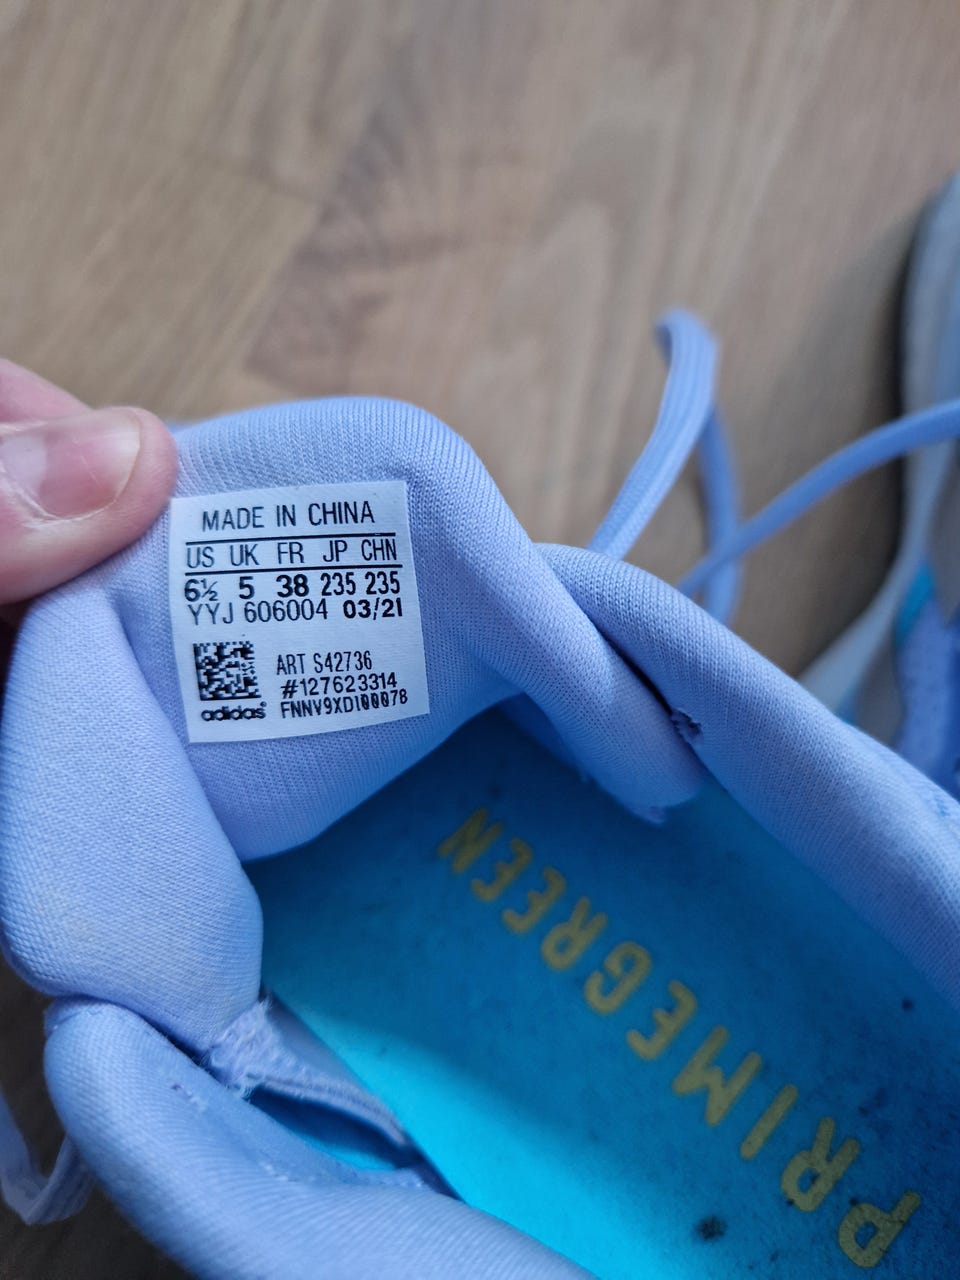 MADE IN CHINA
US UK FR JP CHN
6½ 5 38 235 235
YYJ 606004 03/21
ART S42736
#127623314
adidas FNNV9XDI00078
PRIMEGREEN